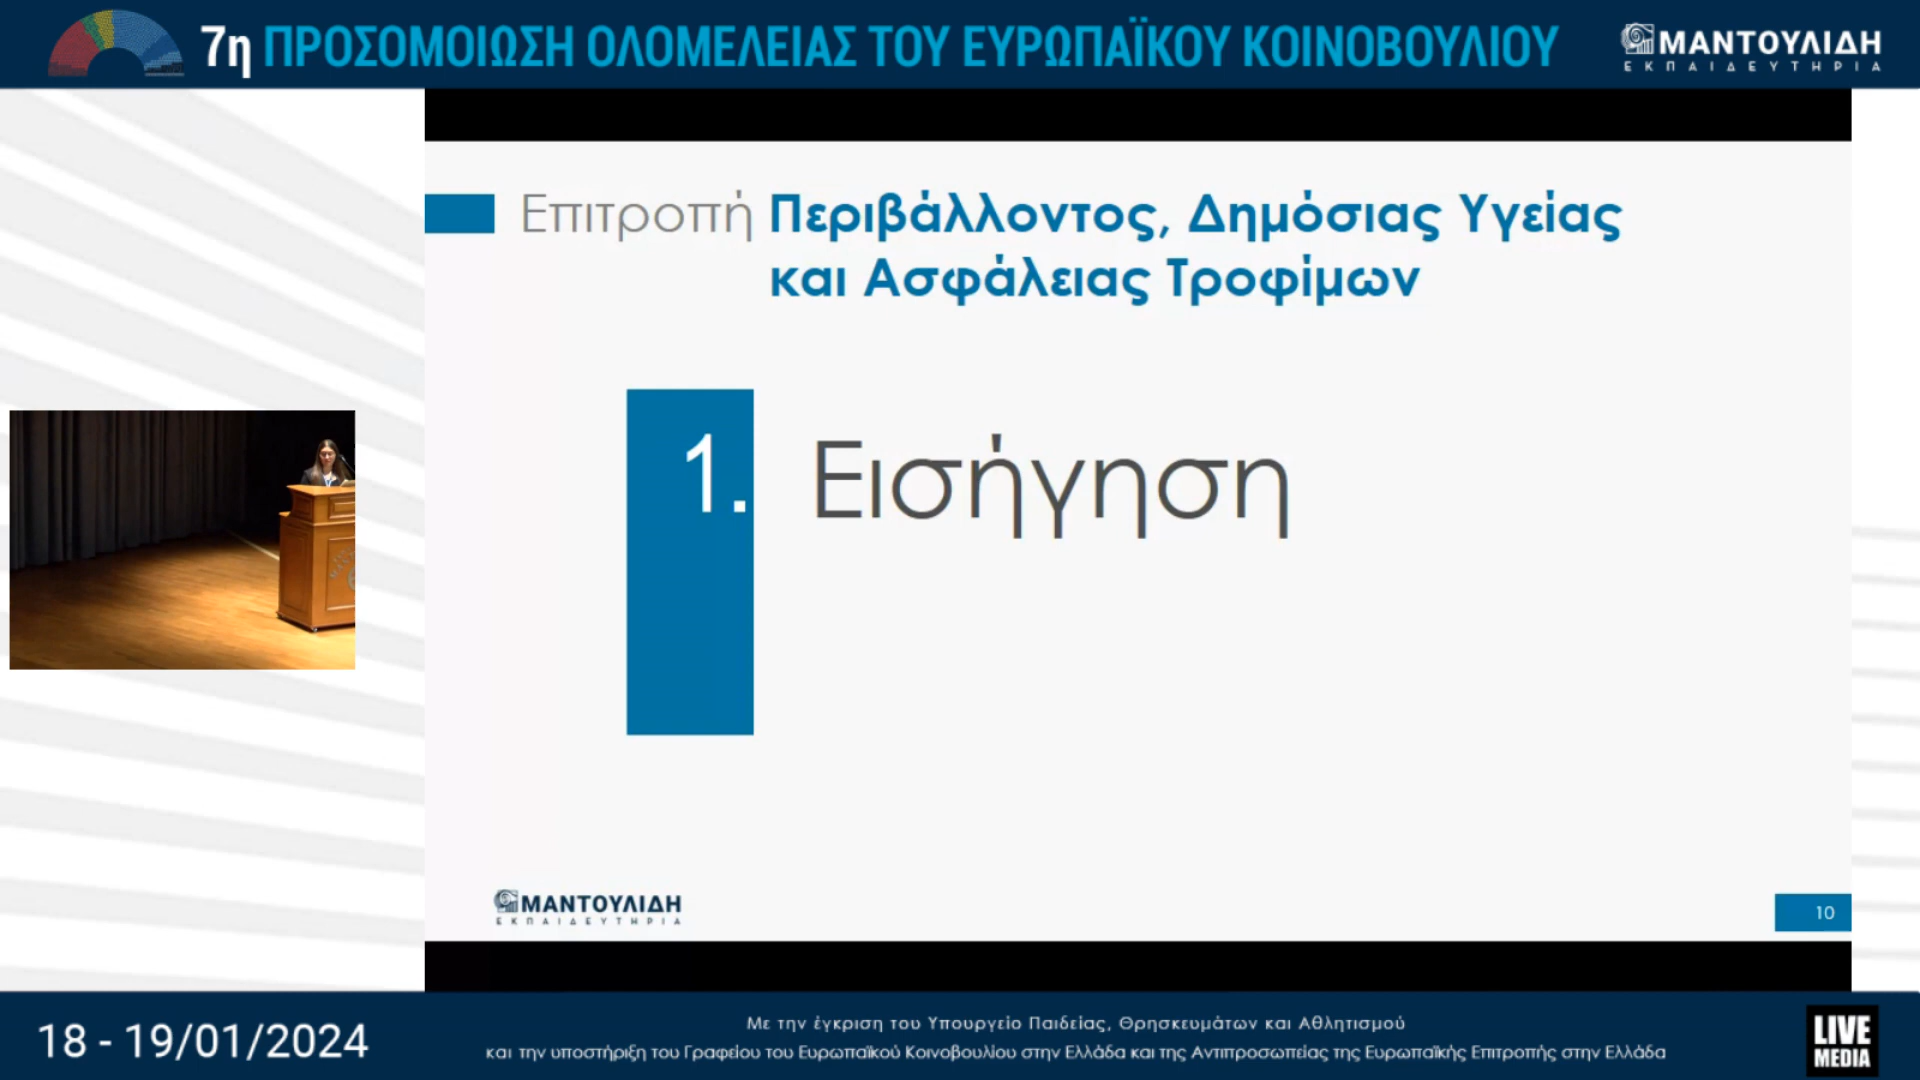 7η ΠΡΟΣΟΜΟΙΩΣΗ ΟΛΟΜΕΛΕΙΑΣ ΤΟΥ ΕΥΡΩΠΑΪΚΟΥ ΚΟΙΝΟΒΟΥΛΙΟΥ
ΜΑΝΤΟΥΛΙΔΗ
ΕΚΠΑΙΔΕΥΤΗΡΙΑ
Επιτροπή Περιβάλλοντος, Δημόσιας Υγείας
και Ασφάλειας Τροφίμων
1. Εισήγηση
ΜΑΝΤΟΥΛΙΔΗ
ΕΚΠΑΙΔΕΥΤΗΡΙΑ
10
18 - 19/01/2024
Με την έγκριση του Υπουργείο Παιδείας, Θρησκευμάτων και Αθλητισμού
και την υποστήριξη του Γραφείου του Ευρωπαϊκού Κοινοβουλίου στην Ελλάδα και της Αντιπροσωπείας της Ευρωπαϊκής Επιτροπής στην Ελλάδα
LIVE
MEDIA